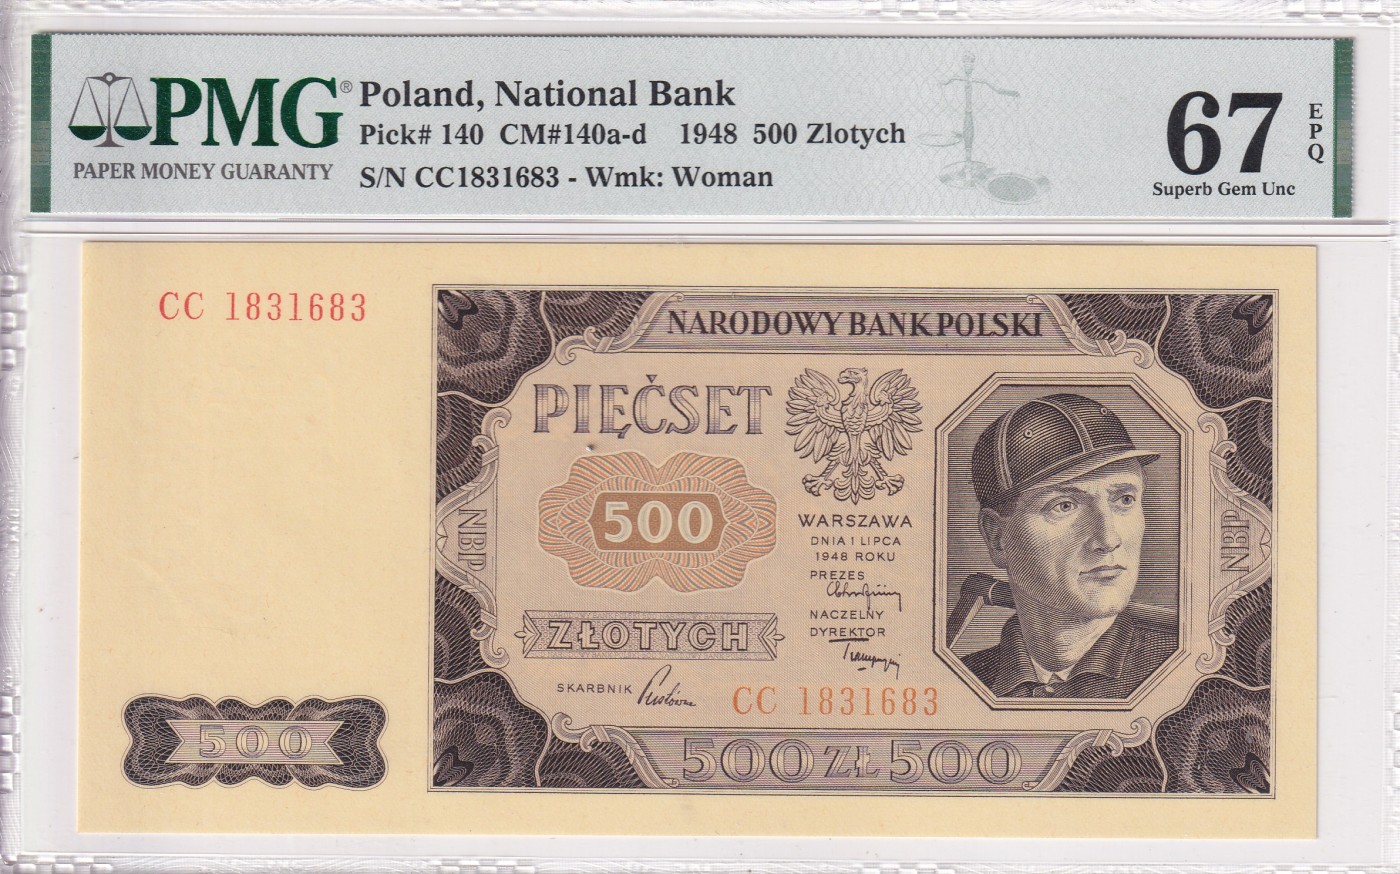 PMG®
PAPER MONEY GUARANTY
Poland, National Bank
Pick# 140 CM#140a-d 1948 500 Zlotych
S/N CC1831683 - Wmk: Woman
67
EPQ
Superb Gem Unc
CC 1831683
NARODOWY BANK POLSKI
PIĘĆSET
500
ZŁOTYCH
WARSZAWA
DNIA 1 LIPCA
1948 ROKU
PREZES
NACZELNY
DYREKTOR
SKARBNIK
CC 1831683
NBP
NBP
500
500 ZŁ 500